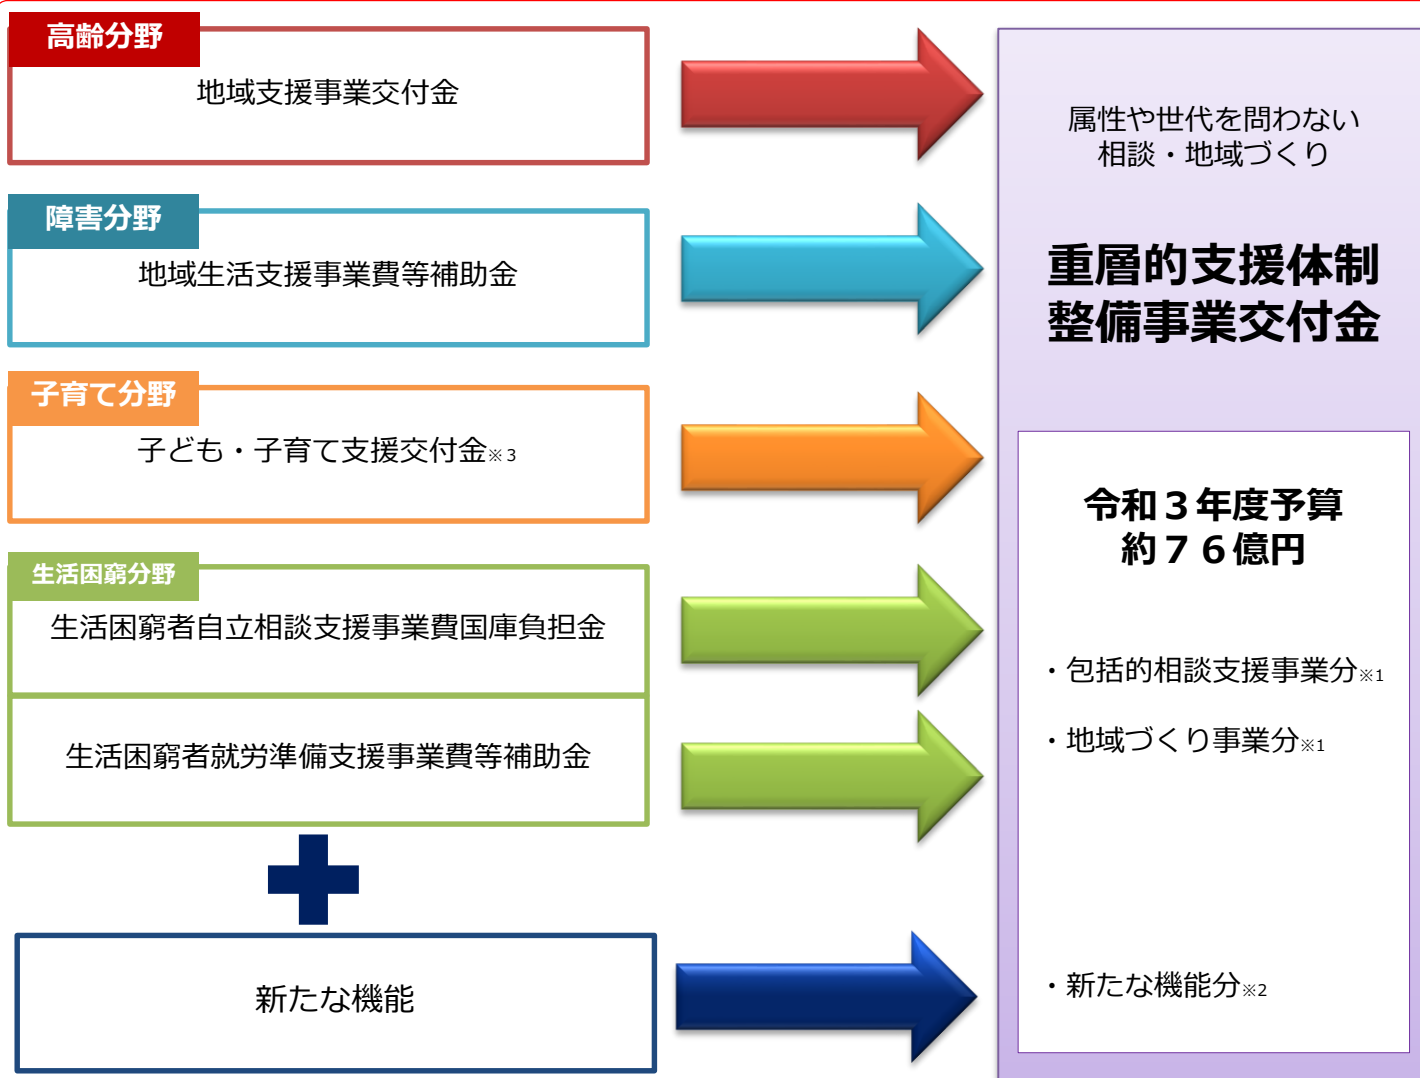 高齢分野
地域支援事業交付金
障害分野
地域生活支援事業費等補助金
子育て分野
子ども・子育て支援交付金※３
生活困窮分野
生活困窮者自立相談支援事業費国庫負担金
生活困窮者就労準備支援事業費等補助金
新たな機能
属性や世代を問わない
相談・地域づくり
重層的支援体制
整備事業交付金
令和３年度予算
約７６億円
・包括的相談支援事業分※1
・地域づくり事業分※1
・新たな機能分※2